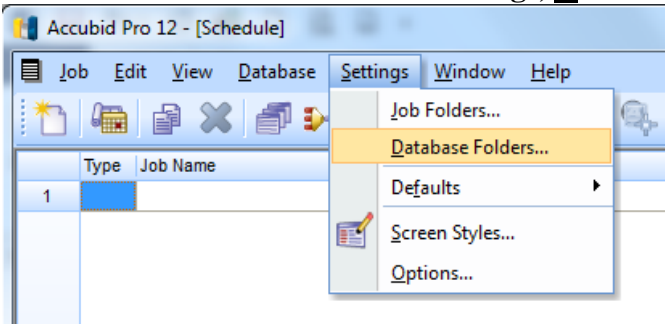 Accubid Pro 12 - [Schedule]
Job Edit View Database Settings Window Help
Job Folders...
Database Folders...
Type Job Name
Defaults
1
Screen Styles...
Options...